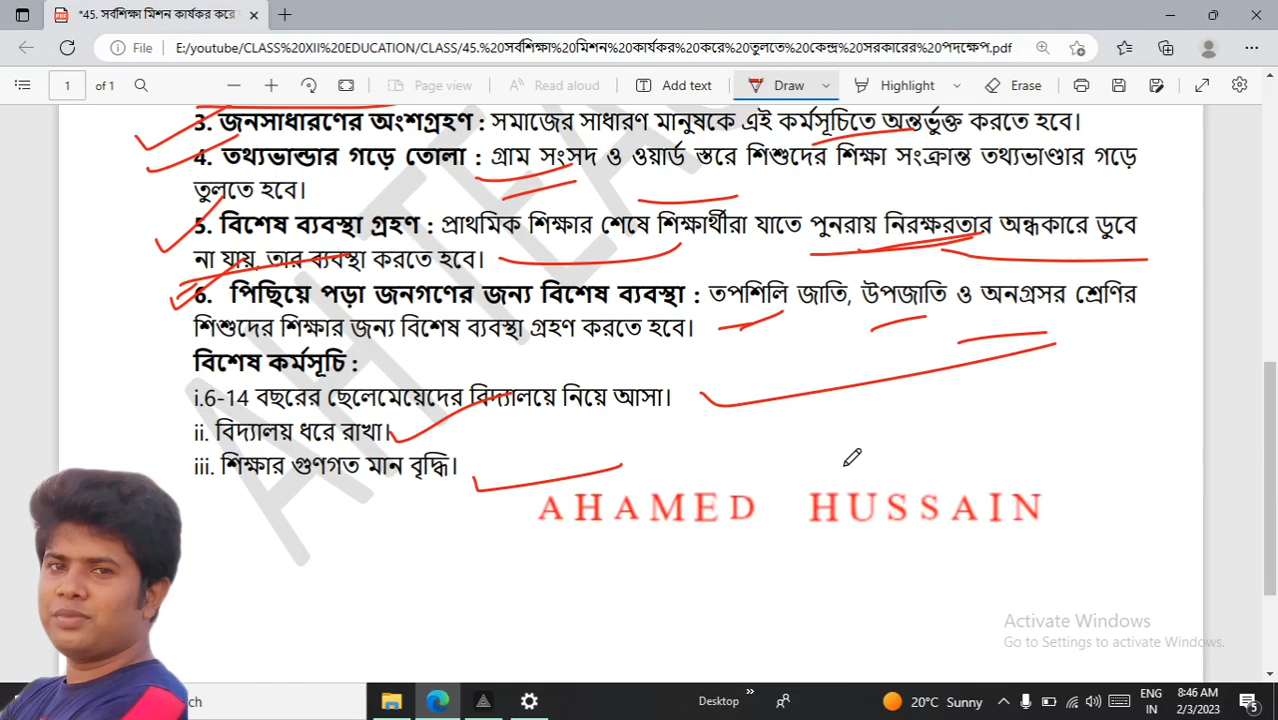 *45. সর্বশিক্ষা মিশন কার্যকর করে
File E:/youtube/CLASS%20XII%20EDUCATION/CLASS/45.%20সর্বশিক্ষা%20মিশন%20কার্যকর%20করে%20তুলতে%20কেন্দ্র%20সরকারের%20পদক্ষেপ.pdf
1 of 1 Page view Read aloud Add text Draw Highlight Erase
3. জনসাধারণের অংশগ্রহণ : সমাজের সাধারণ মানুষকে এই কর্মসূচিতে অন্তর্ভুক্ত করতে হবে।
4. তথ্যভান্ডার গড়ে তোলা : গ্রাম সংসদ ও ওয়ার্ড স্তরে শিশুদের শিক্ষা সংক্রান্ত তথ্যভাণ্ডার গড়ে
তুলতে হবে।
5. বিশেষ ব্যবস্থা গ্রহণ : প্রাথমিক শিক্ষার শেষে শিক্ষার্থীরা যাতে পুনরায় নিরক্ষরতার অন্ধকারে ডুবে
না যায়, তার ব্যবস্থা করতে হবে।
6. পিছিয়ে পড়া জনগণের জন্য বিশেষ ব্যবস্থা : তপশিলি জাতি, উপজাতি ও অনগ্রসর শ্রেণির
শিশুদের শিক্ষার জন্য বিশেষ ব্যবস্থা গ্রহণ করতে হবে।
বিশেষ কর্মসূচি :
i.6-14 বছরের ছেলেমেয়েদের বিদ্যালয়ে নিয়ে আসা।
ii. বিদ্যালয় ধরে রাখা।
iii. শিক্ষার গুণগত মান বৃদ্ধি।
AHAMED HUSSAIN
Activate Windows
Go to Settings to activate Windows.
Desktop 20°C Sunny ENG 8:46 AM
IN 2/3/2023 5